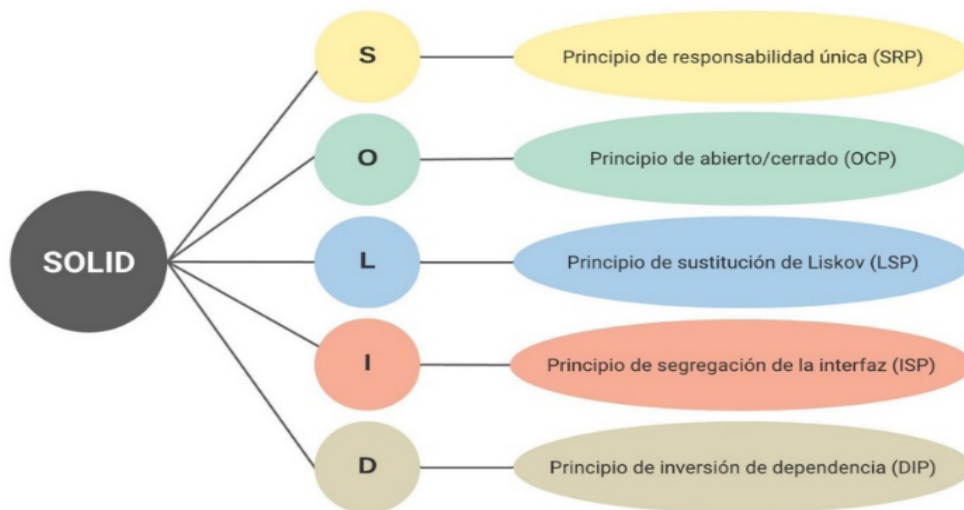 SOLID
S
Principio de responsabilidad única (SRP)
O
Principio de abierto/cerrado (OCP)
L
Principio de sustitución de Liskov (LSP)
I
Principio de segregación de la interfaz (ISP)
D
Principio de inversión de dependencia (DIP)